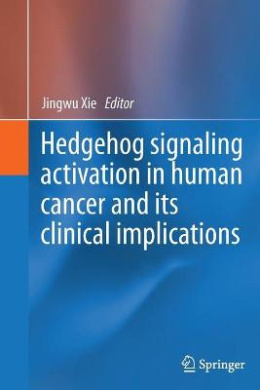 Jingwu Xie Editor
Hedgehog signaling
activation in human
cancer and its
clinical implications
Springer